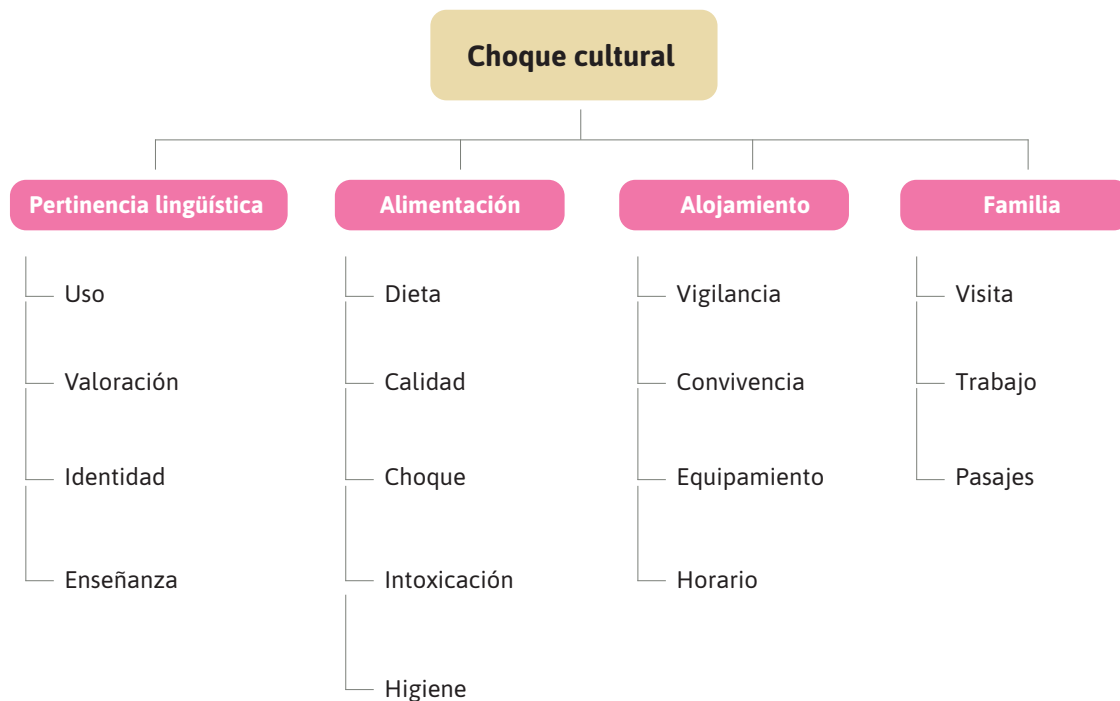 Choque cultural
Pertinencia lingüística
Alimentación
Alojamiento
Familia
Uso
Valoración
Identidad
Enseñanza
Dieta
Calidad
Choque
Intoxicación
Higiene
Vigilancia
Convivencia
Equipamiento
Horario
Visita
Trabajo
Pasajes